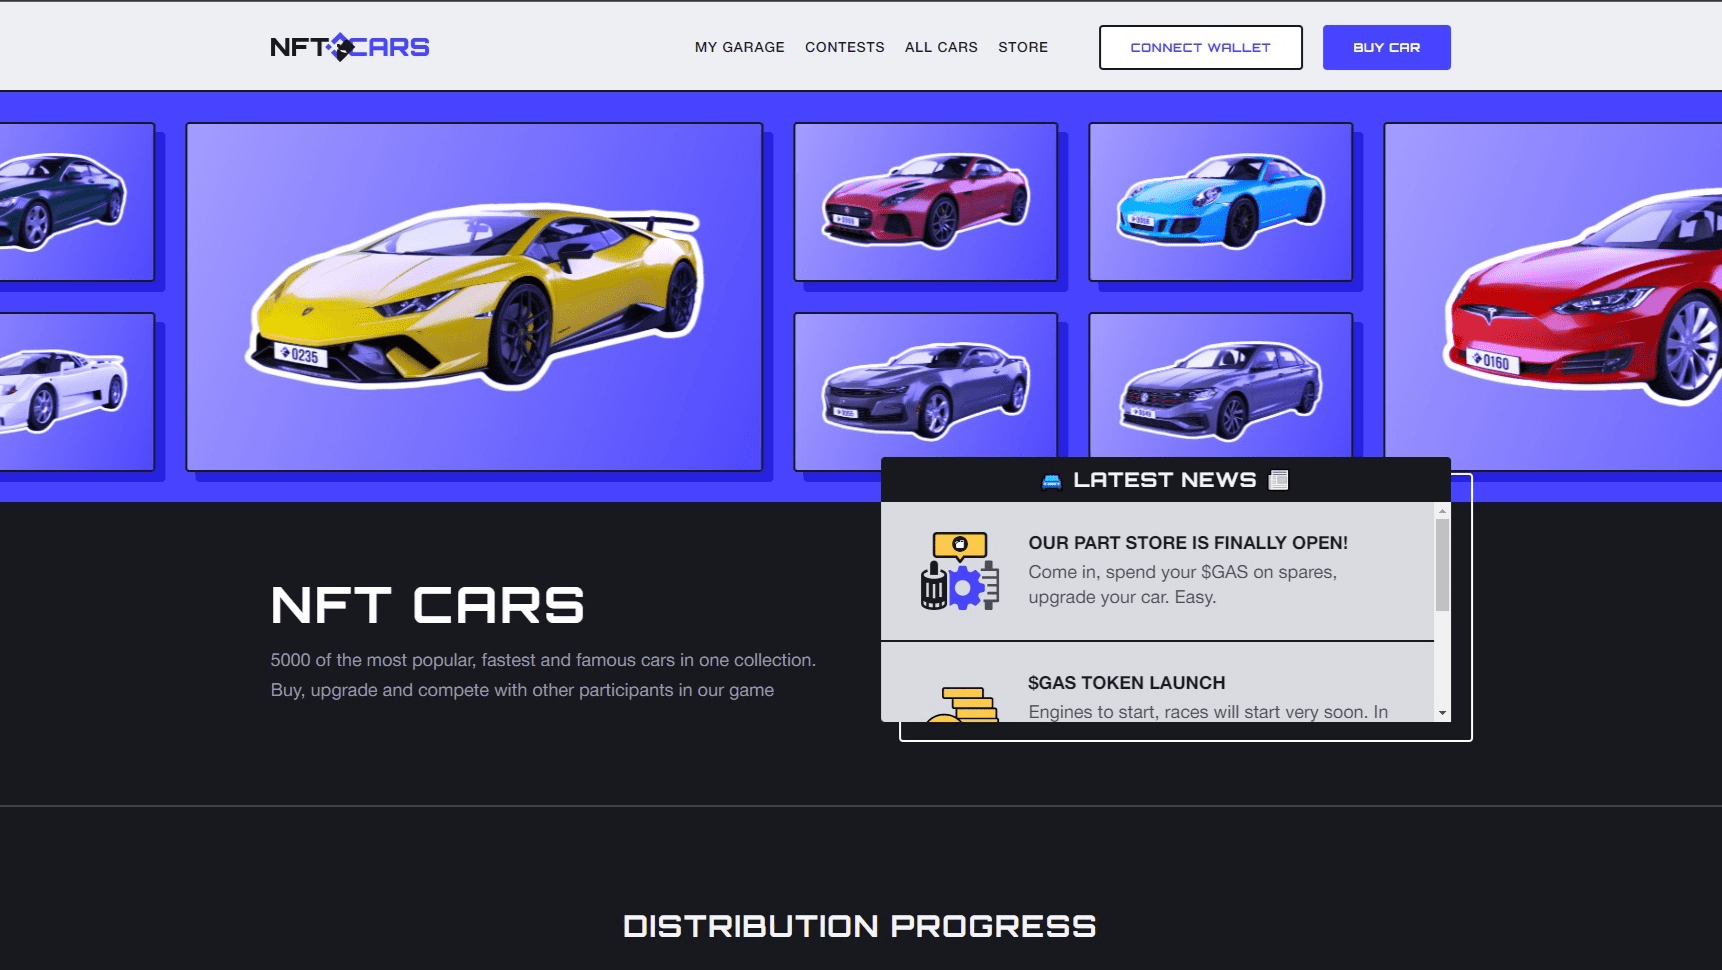 NFT CARS
MY GARAGE
CONTESTS
ALL CARS
STORE
CONNECT WALLET
BUY CAR
0235
0160
LATEST NEWS
OUR PART STORE IS FINALLY OPEN!
Come in, spend your $GAS on spares,
upgrade your car. Easy.
$GAS TOKEN LAUNCH
Engines to start, races will start very soon. In
NFT CARS
5000 of the most popular, fastest and famous cars in one collection.
Buy, upgrade and compete with other participants in our game
DISTRIBUTION PROGRESS